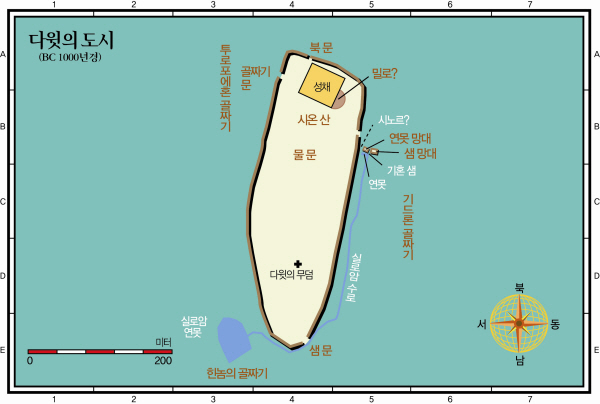 1 2 3 4 5 6 7
다윗의 도시
(BC 1000년경)
북 문
투로포에혼 골짜기
골짜기
문
밀로?
성채
시온 산
시노르?
연못 망대
샘 망대
물 문
기혼 샘
연못
기드론 골짜기
실로암 수로
다윗의 무덤
실로암
연못
샘 문
힌놈의 골짜기
미터
0 200
북
서 동
남
A
B
C
D
E
A
B
C
D
E
1 2 3 4 5 6 7